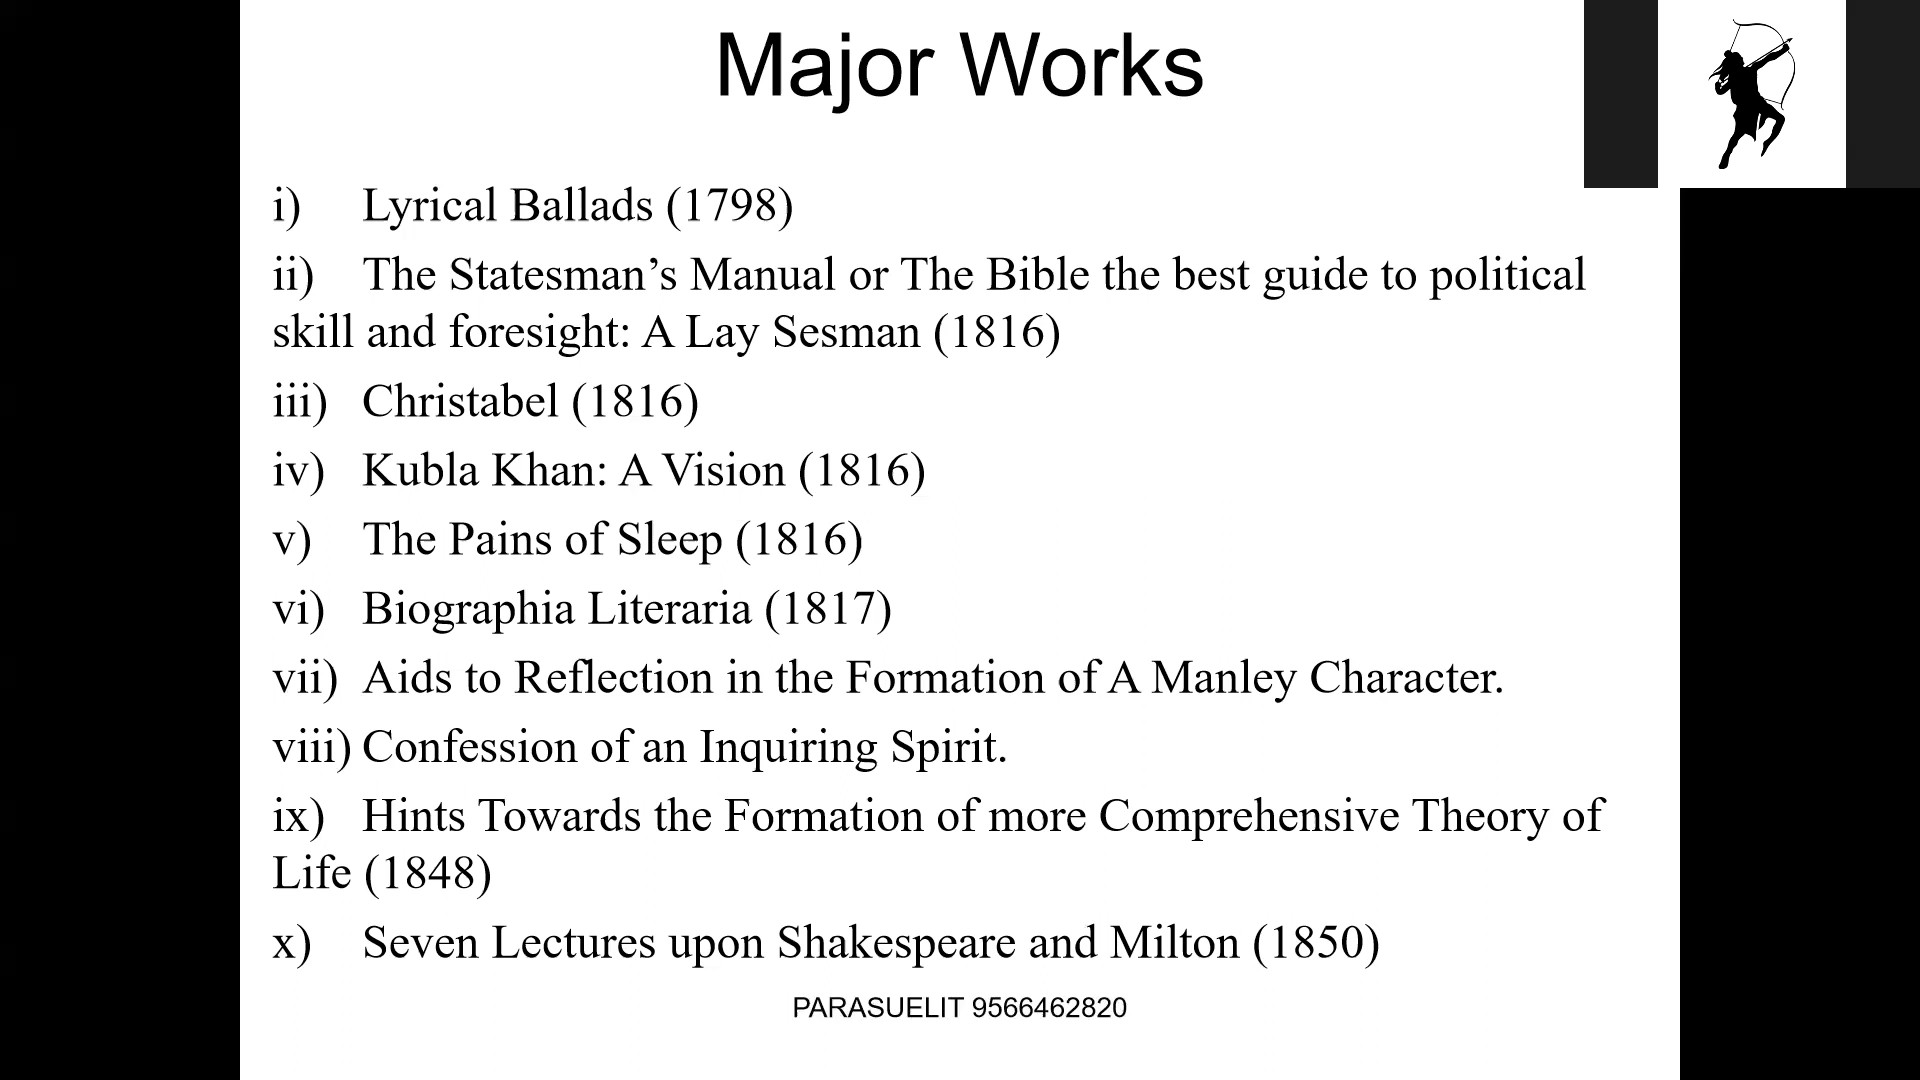 Major Works
i) Lyrical Ballads (1798)
ii) The Statesman’s Manual or The Bible the best guide to political
skill and foresight: A Lay Sesman (1816)
iii) Christabel (1816)
iv) Kubla Khan: A Vision (1816)
v) The Pains of Sleep (1816)
vi) Biographia Literaria (1817)
vii) Aids to Reflection in the Formation of A Manley Character.
viii) Confession of an Inquiring Spirit.
ix) Hints Towards the Formation of more Comprehensive Theory of
Life (1848)
x) Seven Lectures upon Shakespeare and Milton (1850)
PARASUELIT 9566462820